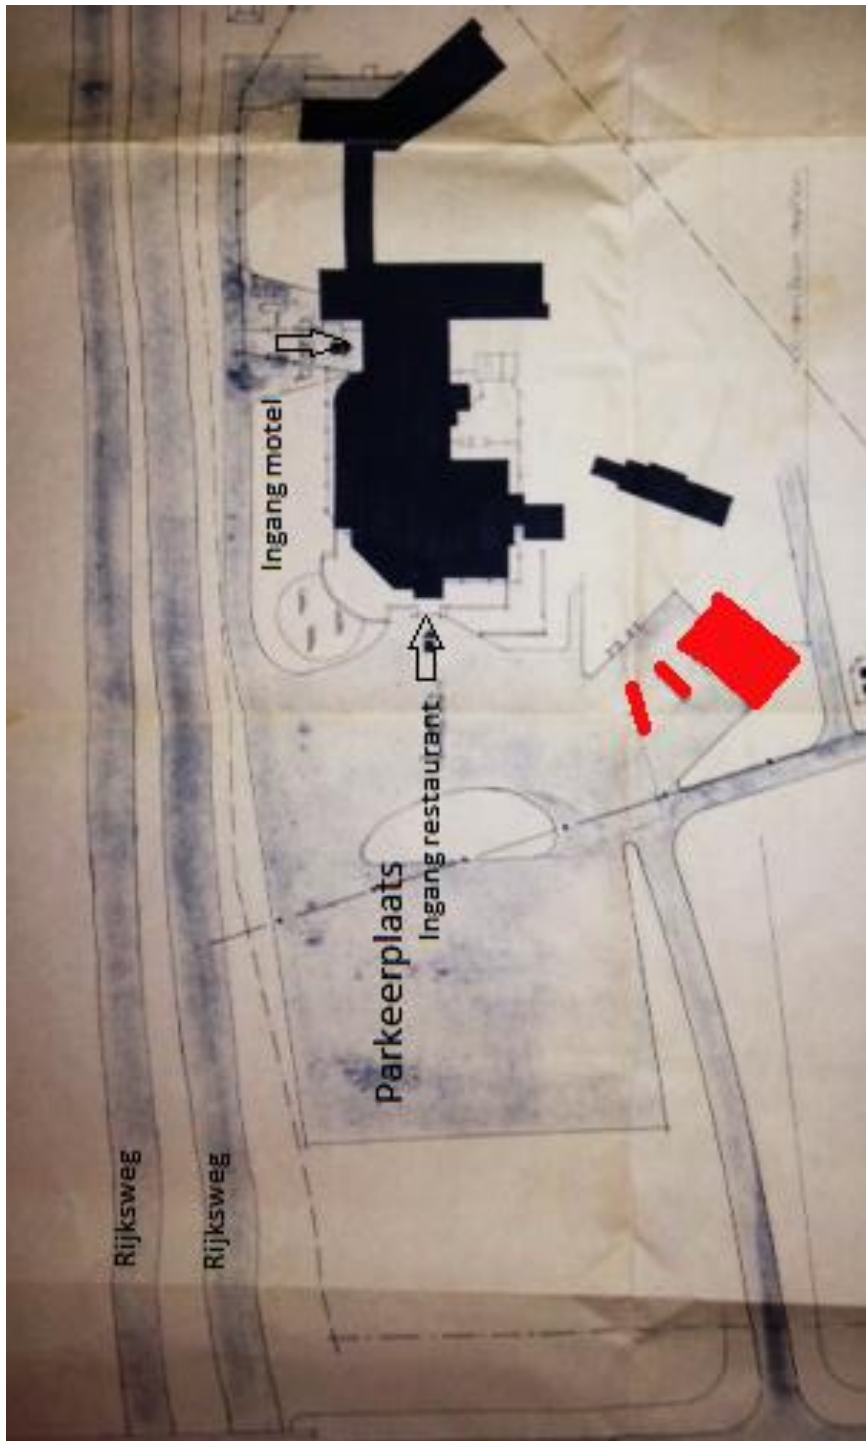 Ingang motel
Ingang restaurant
Parkeerplaats
Rijksweg
Rijksweg